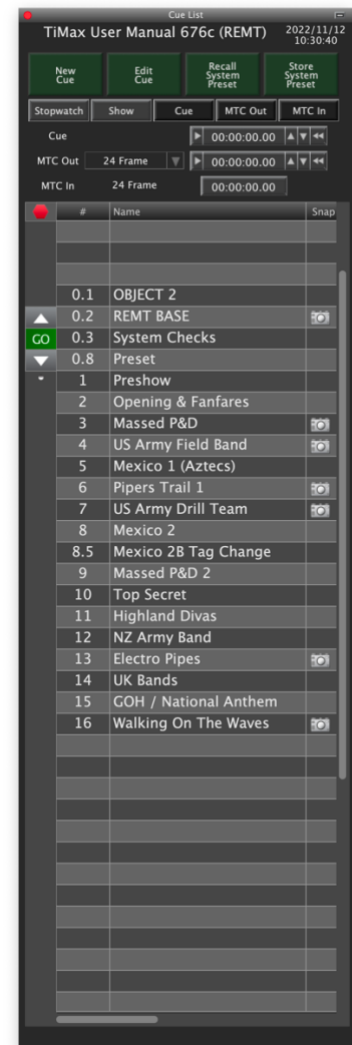 Cue List
TiMax User Manual 676c (REMT) 2022/11/12
10:30:40
New Cue
Edit Cue
Recall System Preset
Store System Preset
Stopwatch Show Cue MTC Out MTC In
Cue 00:00:00.00
MTC Out 24 Frame 00:00:00.00
MTC In 24 Frame 00:00:00.00
# Name Snap
0.1 OBJECT 2
0.2 REMT BASE
GO 0.3 System Checks
0.8 Preset
1 Preshow
2 Opening & Fanfares
3 Massed P&D
4 US Army Field Band
5 Mexico 1 (Aztecs)
6 Pipers Trail 1
7 US Army Drill Team
8 Mexico 2
8.5 Mexico 2B Tag Change
9 Massed P&D 2
10 Top Secret
11 Highland Divas
12 NZ Army Band
13 Electro Pipes
14 UK Bands
15 GOH / National Anthem
16 Walking On The Waves